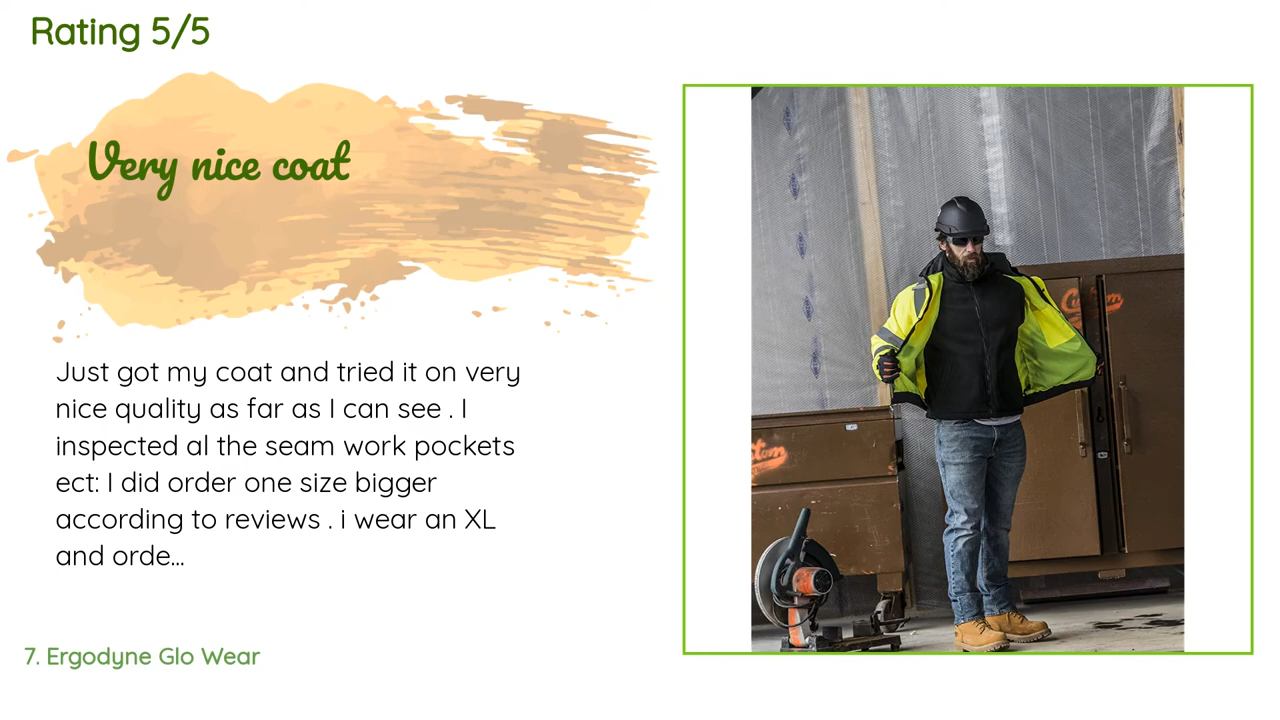 Rating 5/5
Very nice coat
Just got my coat and tried it on very
nice quality as far as I can see . I
inspected al the seam work pockets
ect: I did order one size bigger
according to reviews . i wear an XL
and orde...
7. Ergodyne Glo Wear